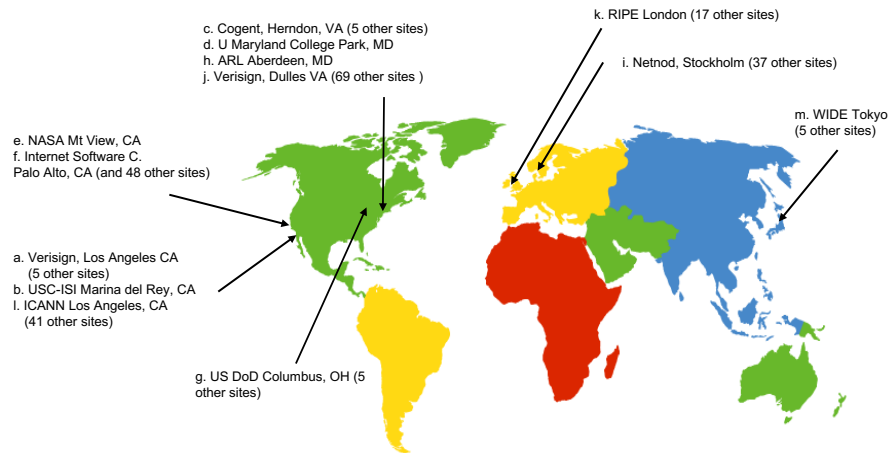 c. Cogent, Herndon, VA (5 other sites)
d. U Maryland College Park, MD
h. ARL Aberdeen, MD
j. Verisign, Dulles VA (69 other sites )
k. RIPE London (17 other sites)
i. Netnod, Stockholm (37 other sites)
m. WIDE Tokyo
(5 other sites)
e. NASA Mt View, CA
f. Internet Software C.
Palo Alto, CA (and 48 other sites)
a. Verisign, Los Angeles CA
(5 other sites)
b. USC-ISI Marina del Rey, CA
l. ICANN Los Angeles, CA
(41 other sites)
g. US DoD Columbus, OH (5
other sites)